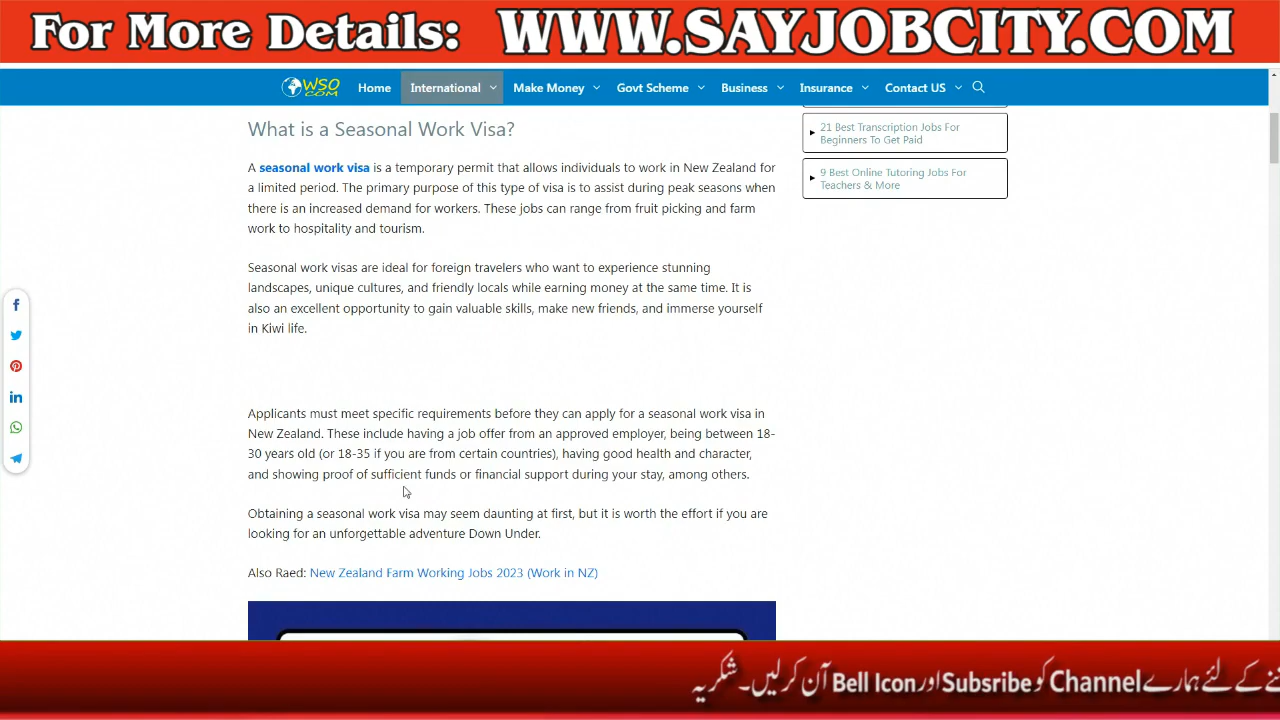 For More Details: WWW.SAYJOBCITY.COM
WSO
COM
Home International Make Money Govt Scheme Business Insurance Contact US
What is a Seasonal Work Visa?
A seasonal work visa is a temporary permit that allows individuals to work in New Zealand for
a limited period. The primary purpose of this type of visa is to assist during peak seasons when
there is an increased demand for workers. These jobs can range from fruit picking and farm
work to hospitality and tourism.
Seasonal work visas are ideal for foreign travelers who want to experience stunning
landscapes, unique cultures, and friendly locals while earning money at the same time. It is
also an excellent opportunity to gain valuable skills, make new friends, and immerse yourself
in Kiwi life.
Applicants must meet specific requirements before they can apply for a seasonal work visa in
New Zealand. These include having a job offer from an approved employer, being between 18-
30 years old (or 18-35 if you are from certain countries), having good health and character,
and showing proof of sufficient funds or financial support during your stay, among others.
Obtaining a seasonal work visa may seem daunting at first, but it is worth the effort if you are
looking for an unforgettable adventure Down Under.
Also Raed: New Zealand Farm Working Jobs 2023 (Work in NZ)
21 Best Transcription Jobs For
Beginners To Get Paid
9 Best Online Tutoring Jobs For
Teachers & More
کے لئے ہمارے Channel کو Subsribe اور Bell Icon آن کرلیں۔ شکریہ